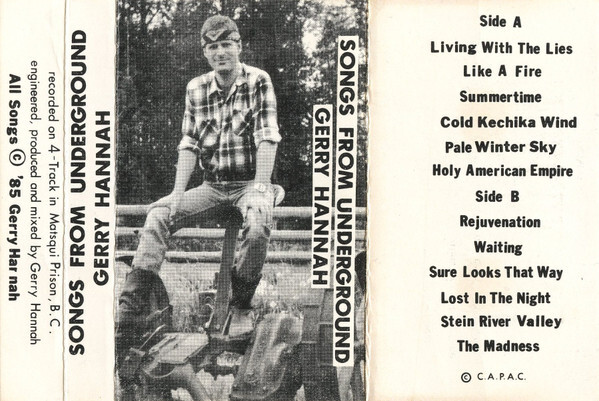 All Songs © '85 Gerry Hannah
engineered, produced and mixed by Gerry Hannah
recorded on 4-Track in Matsqui Prison, B.C.
SONGS FROM UNDERGROUND
GERRY HANNAH
SONGS FROM UNDERGROUND
GERRY HANNAH
Side A
Living With The Lies
Like A Fire
Summertime
Cold Kechika Wind
Pale Winter Sky
Holy American Empire
Side B
Rejuvenation
Waiting
Sure Looks That Way
Lost In The Night
Stein River Valley
The Madness
© C.A.P.A.C.